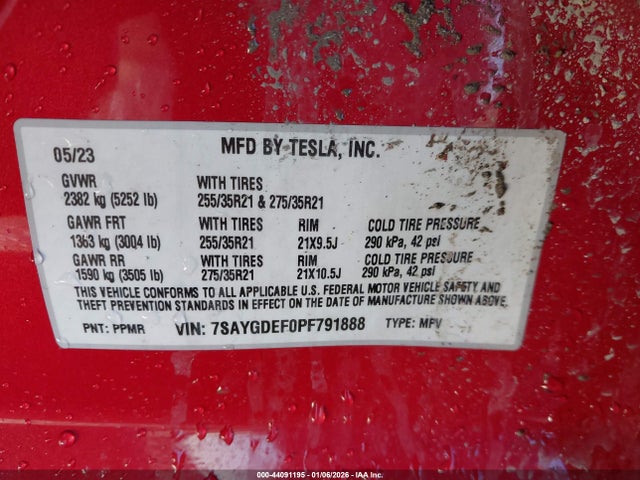 05/23 MFD BY TESLA, INC.
GVWR WITH TIRES
2382 kg (5252 lb) 255/35R21 & 275/35R21
GAWR FRT WITH TIRES RIM COLD TIRE PRESSURE
1363 kg (3004 lb) 255/35R21 21X9.5J 290 kPa, 42 psi
GAWR RR WITH TIRES RIM COLD TIRE PRESSURE
1590 kg (3505 lb) 275/35R21 21X10.5J 290 kPa, 42 psi
THIS VEHICLE CONFORMS TO ALL APPLICABLE U.S. FEDERAL MOTOR VEHICLE SAFETY AND
THEFT PREVENTION STANDARDS IN EFFECT ON THE DATE OF MANUFACTURE SHOWN ABOVE.
PNT: PPMR VIN: 7SAYGDEF0PF791888 TYPE: MPV
000-44091195 - 01/06/2026 - IAA Inc.